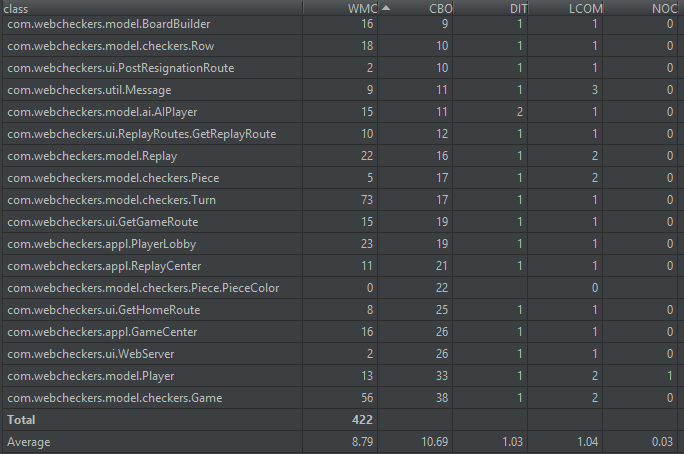 class WMC CBO DIT LCOM NOC
com.webcheckers.model.BoardBuilder 16 9 1 1 0
com.webcheckers.model.checkers.Row 18 10 1 1 0
com.webcheckers.ui.PostResignationRoute 2 10 1 1 0
com.webcheckers.util.Message 9 11 1 3 0
com.webcheckers.model.ai.AIPlayer 15 11 2 1 0
com.webcheckers.ui.ReplayRoutes.GetReplayRoute 10 12 1 1 0
com.webcheckers.model.Replay 22 16 1 2 0
com.webcheckers.model.checkers.Piece 5 17 1 2 0
com.webcheckers.model.checkers.Turn 73 17 1 1 0
com.webcheckers.ui.GetGameRoute 15 19 1 1 0
com.webcheckers.appl.PlayerLobby 23 19 1 1 0
com.webcheckers.appl.ReplayCenter 11 21 1 1 0
com.webcheckers.model.checkers.Piece.PieceColor 0 22 0
com.webcheckers.ui.GetHomeRoute 8 25 1 1 0
com.webcheckers.appl.GameCenter 16 26 1 1 0
com.webcheckers.ui.WebServer 2 26 1 1 0
com.webcheckers.model.Player 13 33 1 2 1
com.webcheckers.model.checkers.Game 56 38 1 2 0
Total 422
Average 8.79 10.69 1.03 1.04 0.03